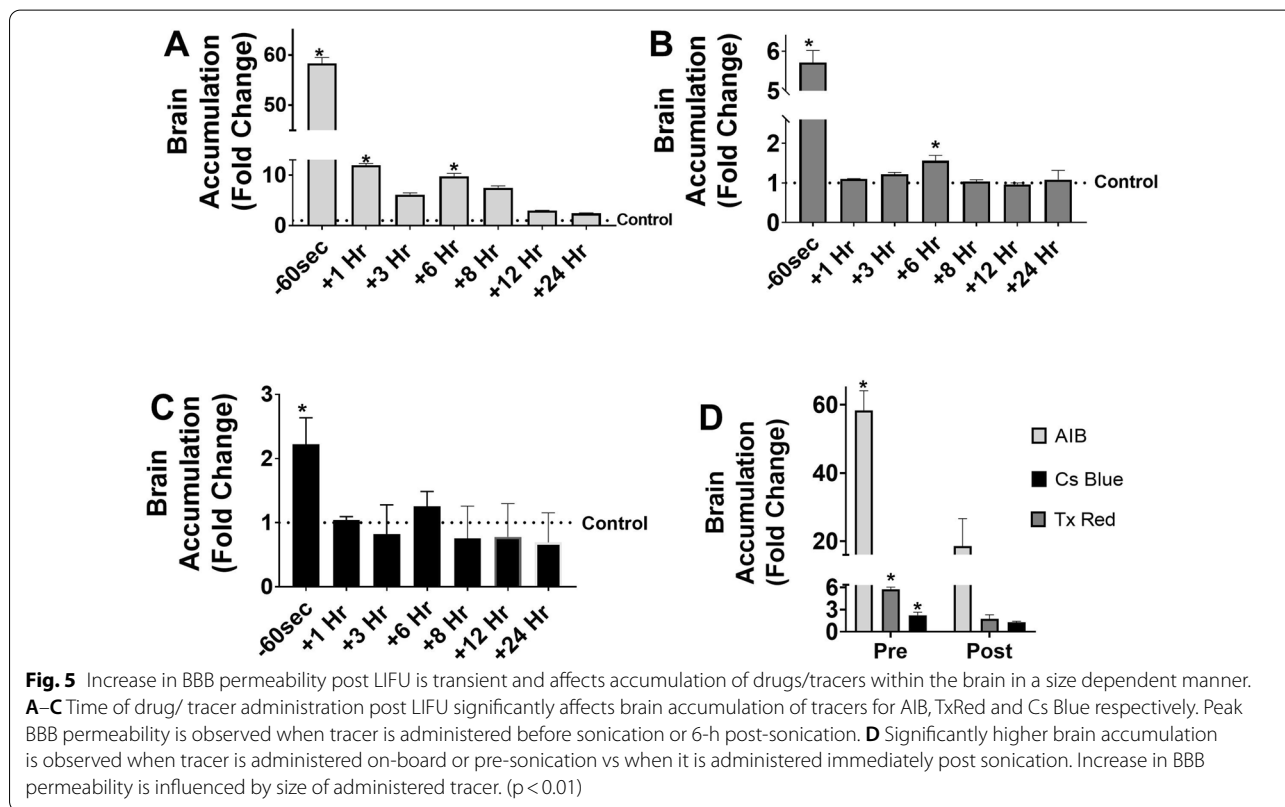 A
Brain
Accumulation
(Fold Change)
60
50
10
0
*
*
*
Control
-60sec
+1 Hr
+3 Hr
+6 Hr
+8 Hr
+12 Hr
+24 Hr
B
Brain
Accumulation
(Fold Change)
6
5
2
1
0
*
*
Control
-60sec
+1 Hr
+3 Hr
+6 Hr
+8 Hr
+12 Hr
+24 Hr
C
Brain
Accumulation
(Fold Change)
3
2
1
0
*
Control
-60sec
+1 Hr
+3 Hr
+6 Hr
+8 Hr
+12 Hr
+24 Hr
D
Brain
Accumulation
(Fold Change)
60
40
20
6
3
0
*
*
*
Pre
Post
AIB
Cs Blue
Tx Red
Fig. 5 Increase in BBB permeability post LIFU is transient and affects accumulation of drugs/tracers within the brain in a size dependent manner.
A–C Time of drug/ tracer administration post LIFU significantly affects brain accumulation of tracers for AIB, TxRed and Cs Blue respectively. Peak
BBB permeability is observed when tracer is administered before sonication or 6-h post-sonication. D Significantly higher brain accumulation
is observed when tracer is administered on-board or pre-sonication vs when it is administered immediately post sonication. Increase in BBB
permeability is influenced by size of administered tracer. (p < 0.01)